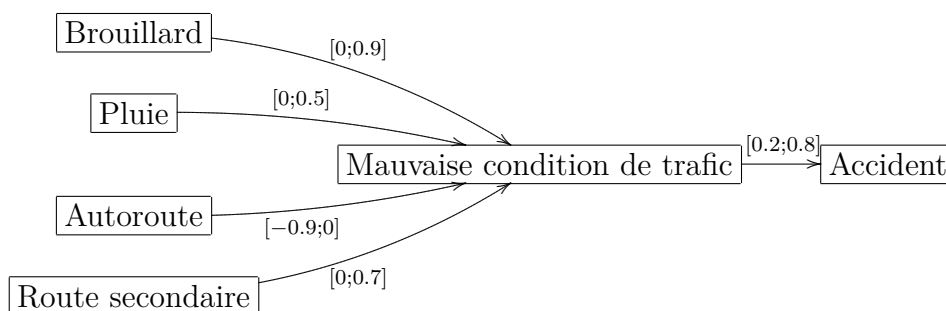 Brouillard
[0;0.9]
Pluie
[0;0.5]
Mauvaise condition de trafic
[0.2;0.8]
Accident
Autoroute
[−0.9;0]
Route secondaire
[0;0.7]